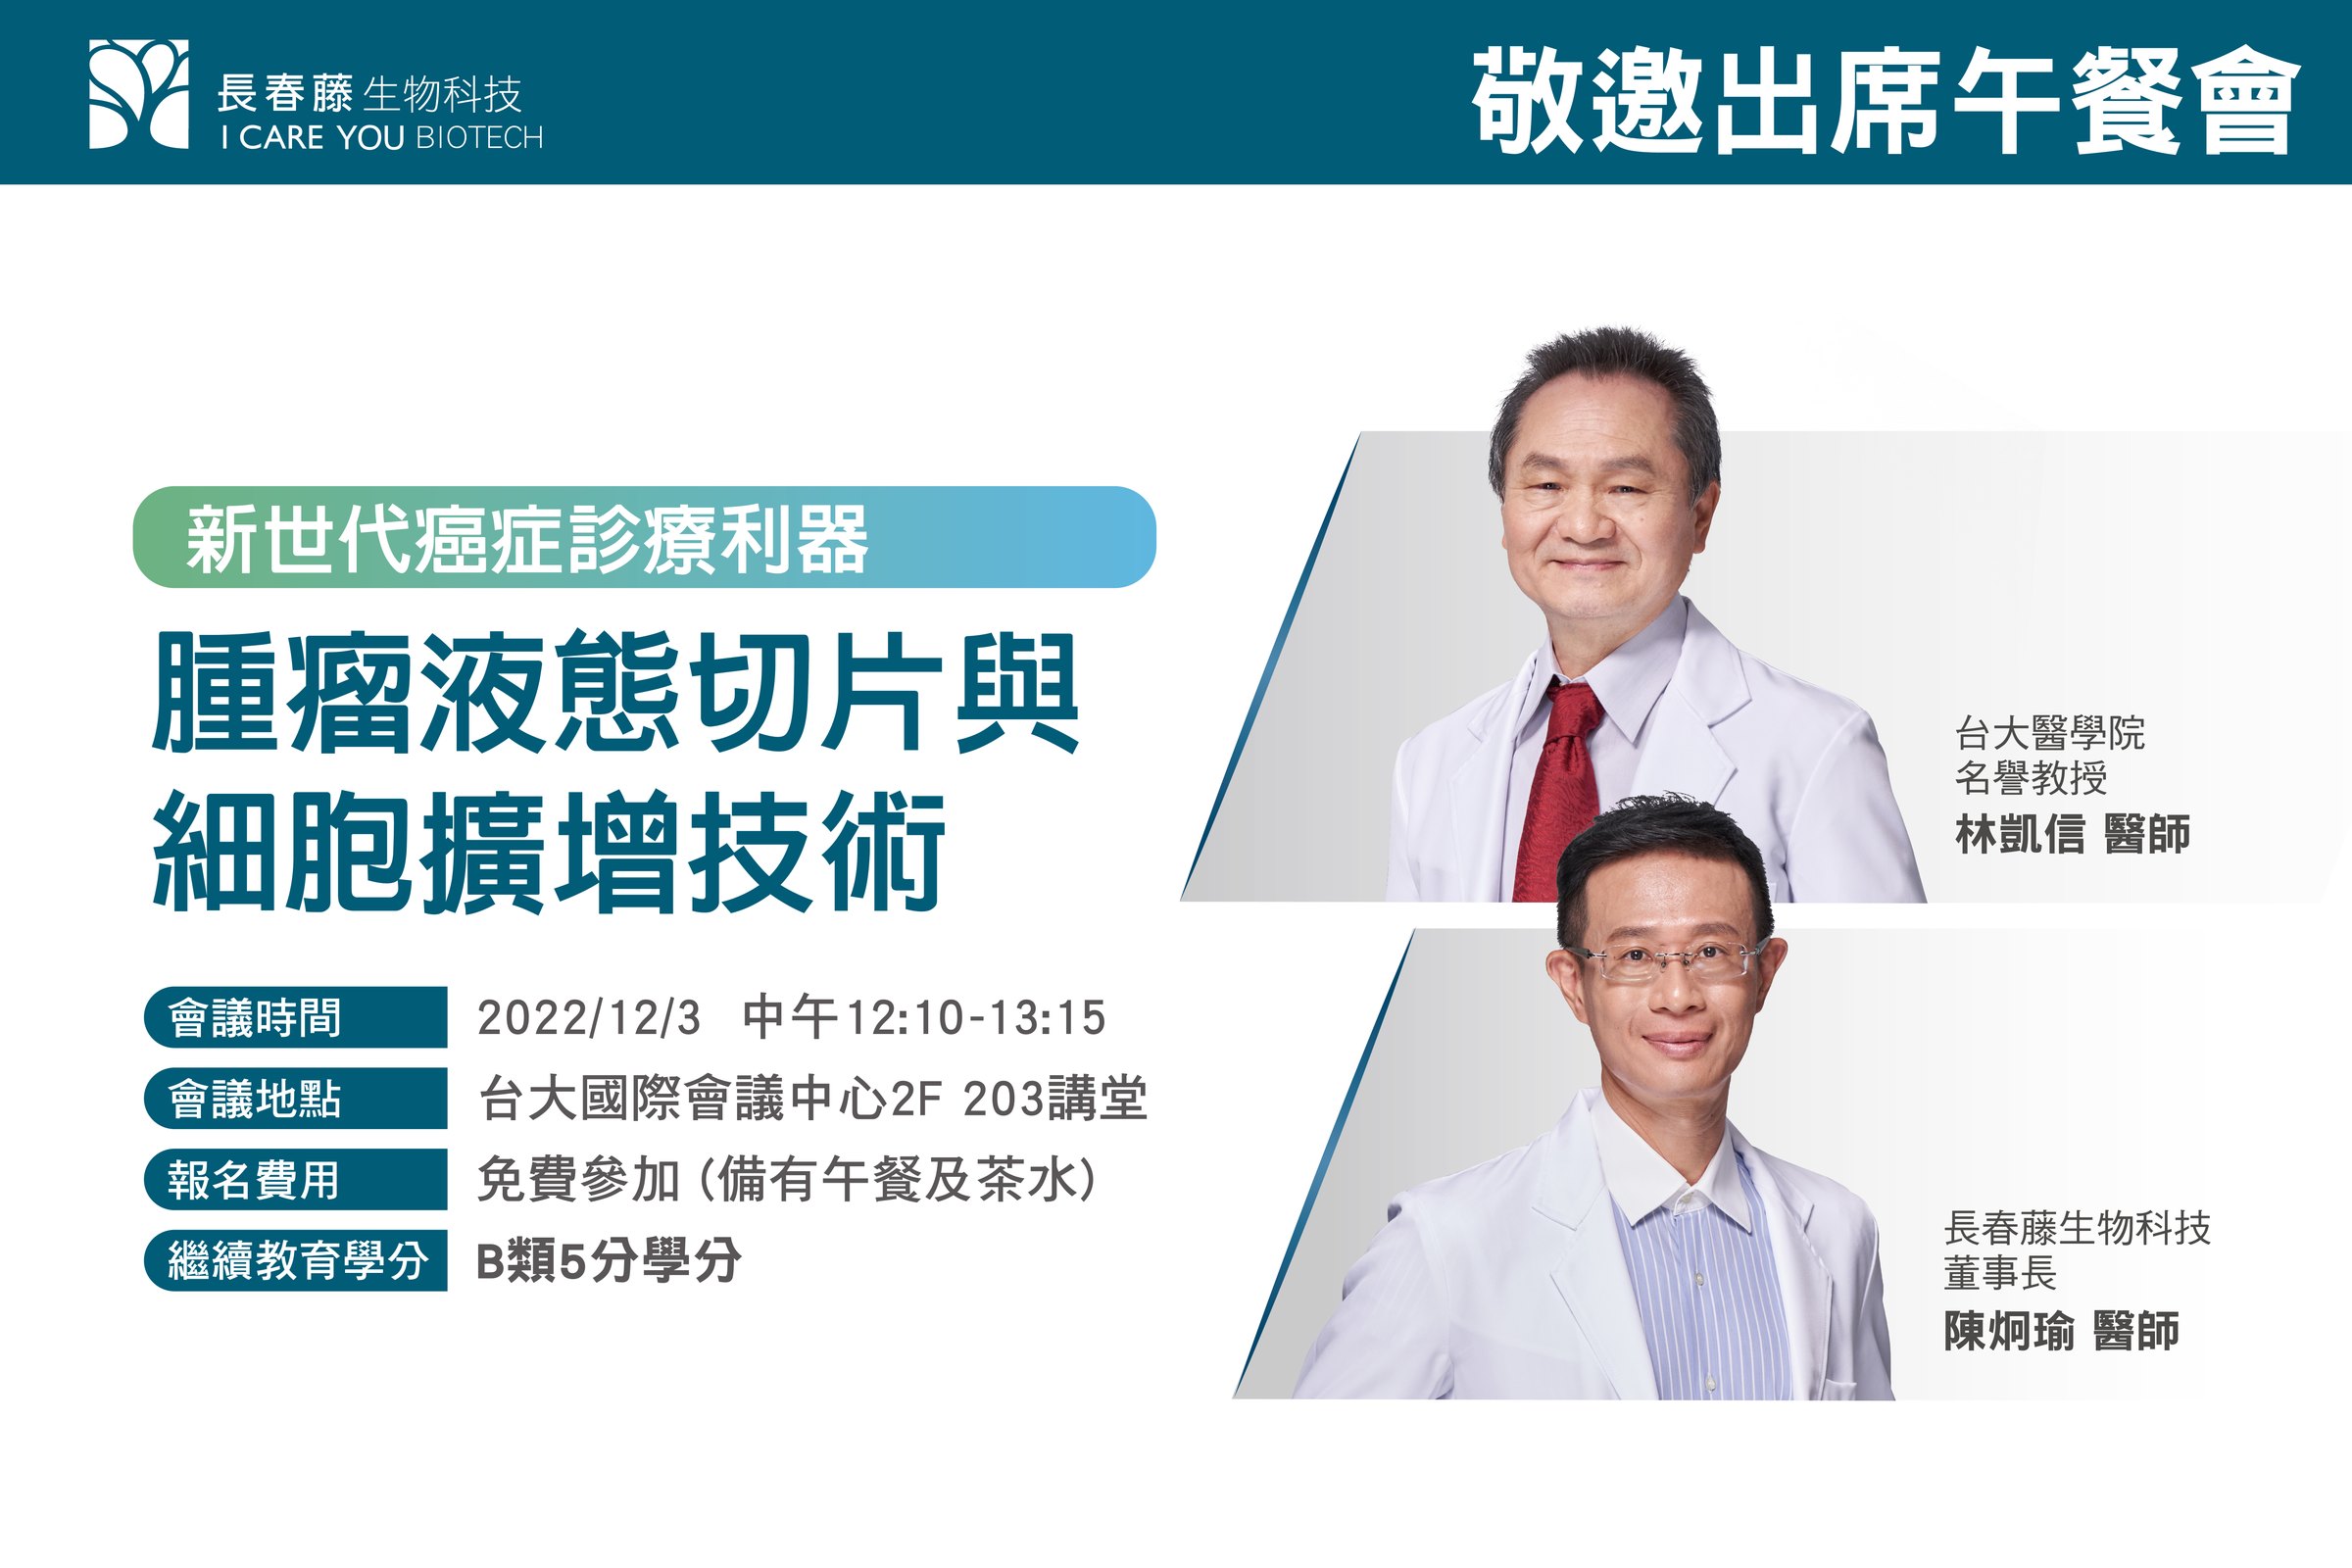 長春藤生物科技
I CARE YOU BIOTECH
敬邀出席午餐會
新世代癌症診療利器
腫瘤液態切片與
細胞擴增技術
會議時間 2022/12/3 中午12:10-13:15
會議地點 台大國際會議中心2F 203講堂
報名費用 免費參加 (備有午餐及茶水)
繼續教育學分 B類5分學分
台大醫學院
名譽教授
林凱信 醫師
長春藤生物科技
董事長
陳炯瑜 醫師